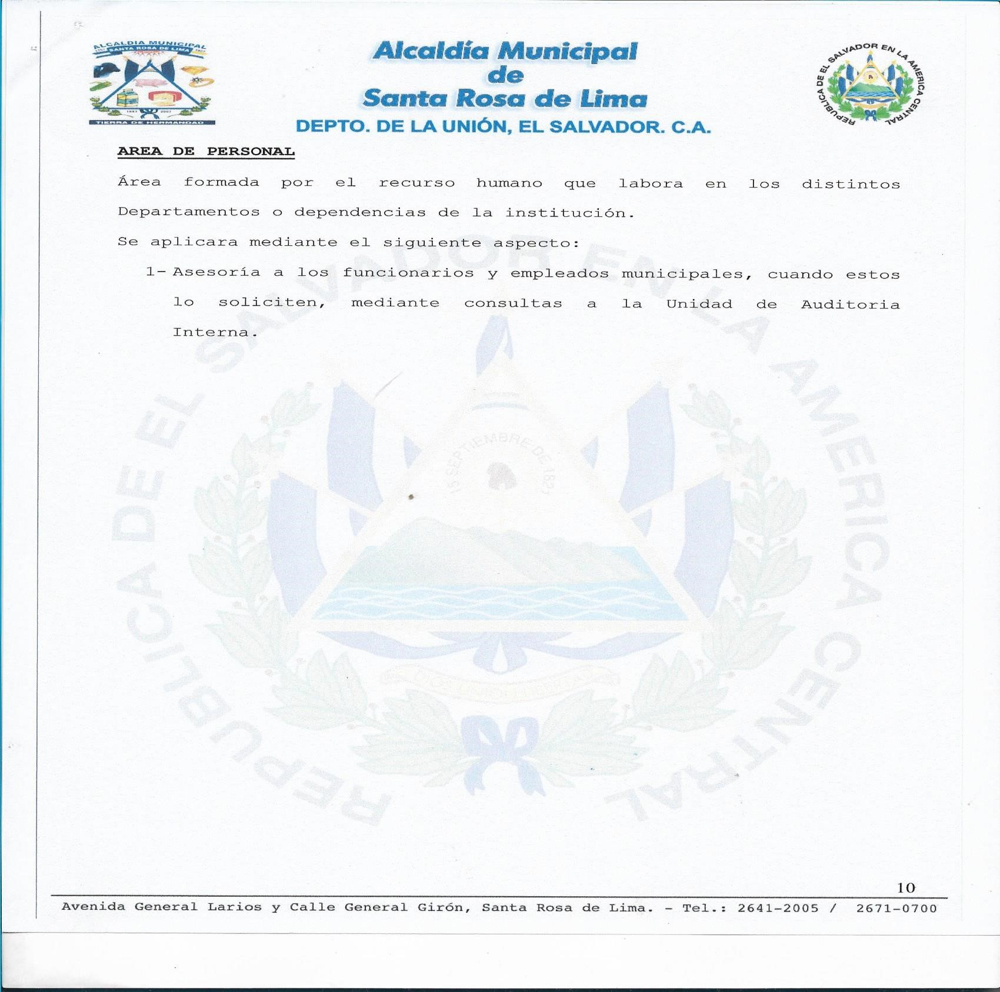 ALCALDIA MUNICIPAL
SANTA ROSA DE LIMA
TIERRA DE HERMANDAD
Alcaldía Municipal
de
Santa Rosa de Lima
DEPTO. DE LA UNIÓN, EL SALVADOR. C.A.
REPUBLICA DE EL SALVADOR EN LA AMERICA CENTRAL
AREA DE PERSONAL
Área formada por el recurso humano que labora en los distintos
Departamentos o dependencias de la institución.
Se aplicara mediante el siguiente aspecto:
1- Asesoría a los funcionarios y empleados municipales, cuando estos
lo soliciten, mediante consultas a la Unidad de Auditoria
Interna.
REPUBLICA DE EL SALVADOR EN LA AMERICA CENTRAL
15 SEPTIEMBRE DE 1821
10
Avenida General Larios y Calle General Girón, Santa Rosa de Lima. - Tel.: 2641-2005 / 2671-0700